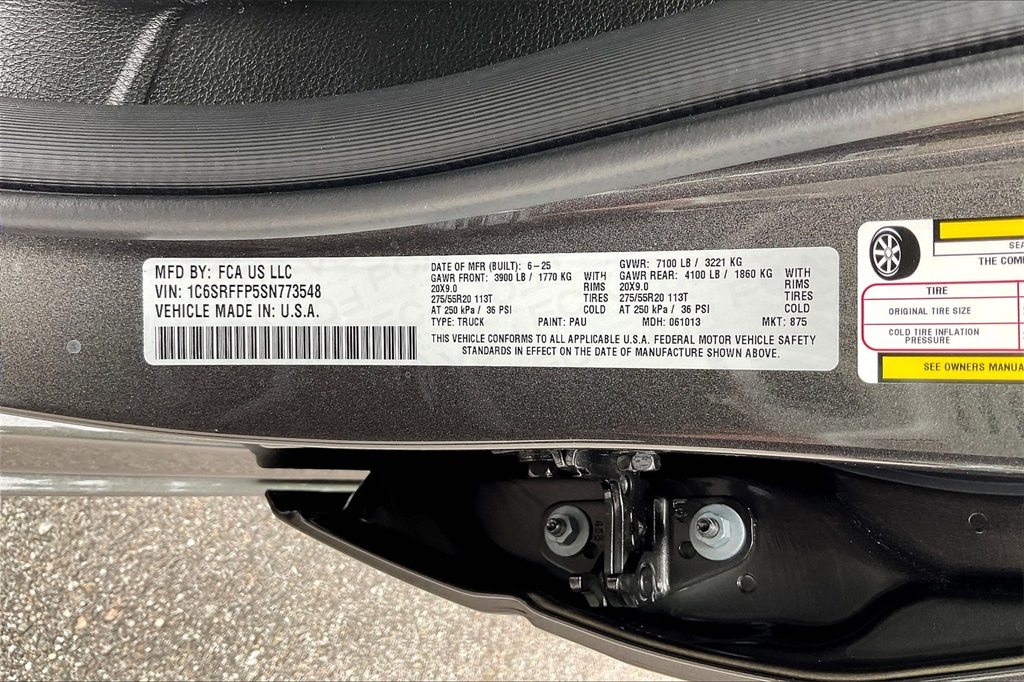 MFD BY: FCA US LLC
VIN: 1C6SRFFP5SN773548
VEHICLE MADE IN: U.S.A.
DATE OF MFR (BUILT): 6-25
GAWR FRONT: 3900 LB / 1770 KG WITH
20X9.0 RIMS
275/55R20 113T TIRES
AT 250 kPa / 36 PSI COLD
TYPE: TRUCK PAINT: PAU
GVWR: 7100 LB / 3221 KG
GAWR REAR: 4100 LB / 1860 KG WITH
20X9.0 RIMS
275/55R20 113T TIRES
AT 250 kPa / 36 PSI COLD
MDH: 061013 MKT: 875
THIS VEHICLE CONFORMS TO ALL APPLICABLE U.S.A. FEDERAL MOTOR VEHICLE SAFETY
STANDARDS IN EFFECT ON THE DATE OF MANUFACTURE SHOWN ABOVE.
THE
TIRE
ORIGINAL TIRE SIZE
COLD TIRE INFLATION
PRESSURE
SEE OWNERS